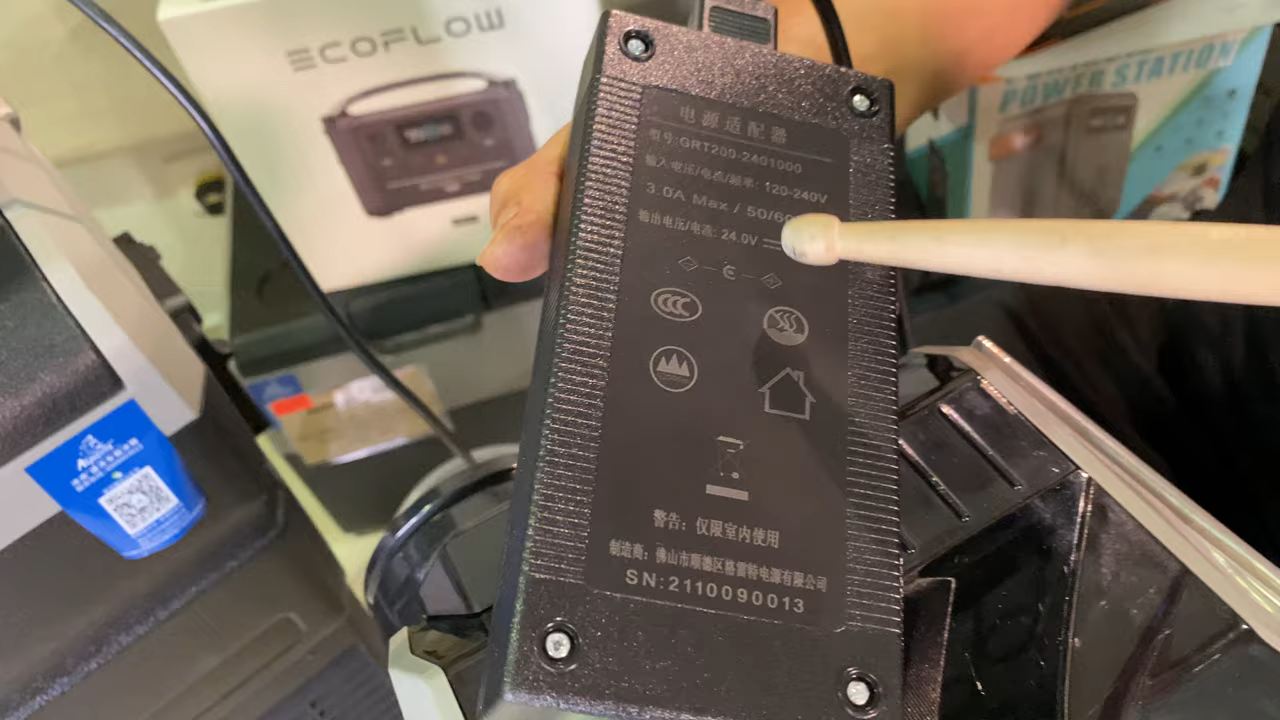 ECOFLOW
POWER STATION
电源适配器
型号:GRT200-2401000
输入电压/电流/频率: 120-240V
3.0A Max / 50/60
输出电压/电流: 24.0V
CCC
警告: 仅限室内使用
制造商: 佛山市顺德区格雷特电源有限公司
SN:2110090013